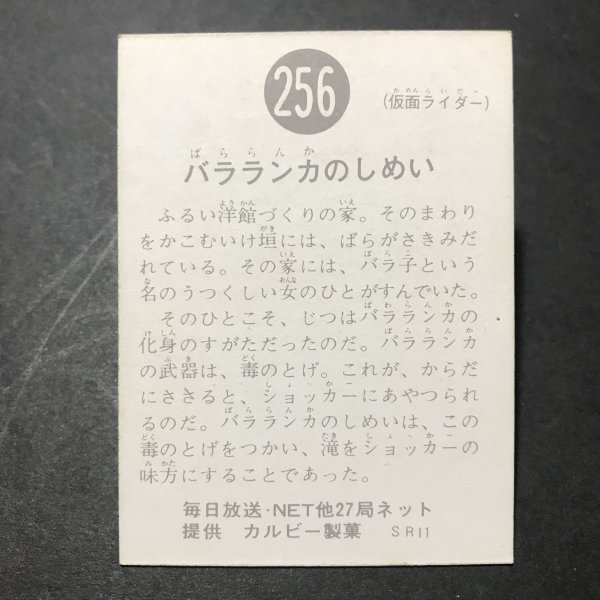 256
(仮面ライダー)
バラランカのしめい
ふるい洋館づくりの家。そのまわり
をかこむいけ垣には、ばらがさきみだ
れている。その家には、バラ子という
名のうつくしい女のひとがすんでいた。
そのひとこそ、じつはバラランカの
化身のすがただったのだ。バラランカ
の武器は、毒のとげ。これが、からだ
にささると、ショッカーにあやつられ
るのだ。バラランカのしめいは、この
毒のとげをつかい、滝をショッカーの
味方にすることであった。
毎日放送・NET他27局ネット
提供 カルビー製菓 SR11